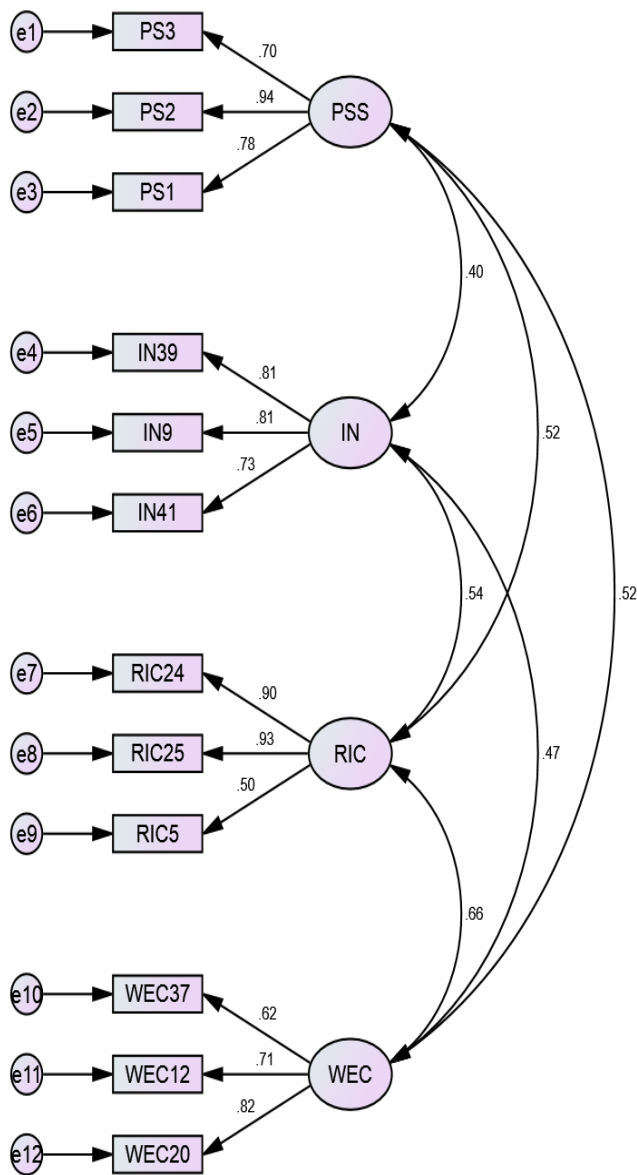 e1
PS3
.70
e2
PS2
.94
PSS
e3
PS1
.78
.40
e4
IN39
.81
e5
IN9
.81
IN
.52
e6
IN41
.73
.54
.52
e7
RIC24
.90
e8
RIC25
.93
RIC
.47
e9
RIC5
.50
.66
e10
WEC37
.62
e11
WEC12
.71
WEC
e12
WEC20
.82